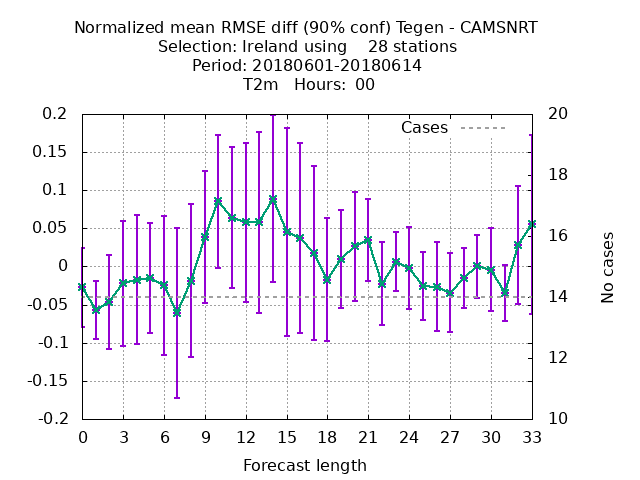 Normalized mean RMSE diff (90% conf) Tegen - CAMSNRT
Selection: Ireland using    28 stations
Period: 20180601-20180614
T2m   Hours:  00
Cases
0.2
0.15
0.1
0.05
0
-0.05
-0.1
-0.15
-0.2
20
18
16
14
12
10
No cases
0 3 6 9 12 15 18 21 24 27 30 33
Forecast length